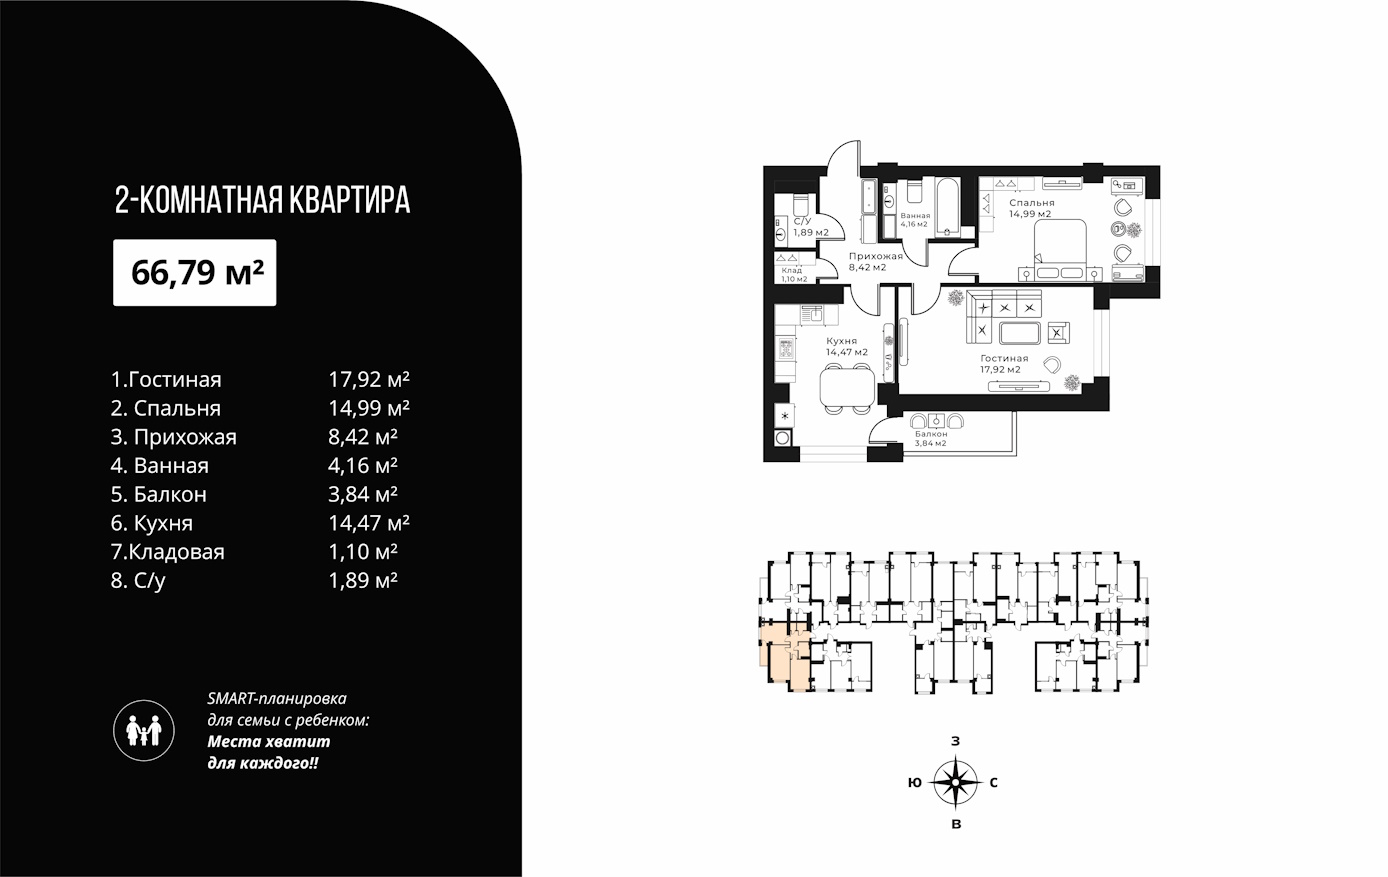 2-КОМНАТНАЯ КВАРТИРА
66,79 м²
1.Гостиная 17,92 м²
2. Спальня 14,99 м²
3. Прихожая 8,42 м²
4. Ванная 4,16 м²
5. Балкон 3,84 м²
6. Кухня 14,47 м²
7.Кладовая 1,10 м²
8. С/у 1,89 м²
SMART-планировка
для семьи с ребенком:
Места хватит
для каждого!!
Спальня
14,99 м2
Ванная
4,16 м2
С/У
1,89 м2
Прихожая
8,42 м2
Клад
1,10 м2
Кухня
14,47 м2
Гостиная
17,92 м2
Балкон
3,84 м2
З
Ю
С
В